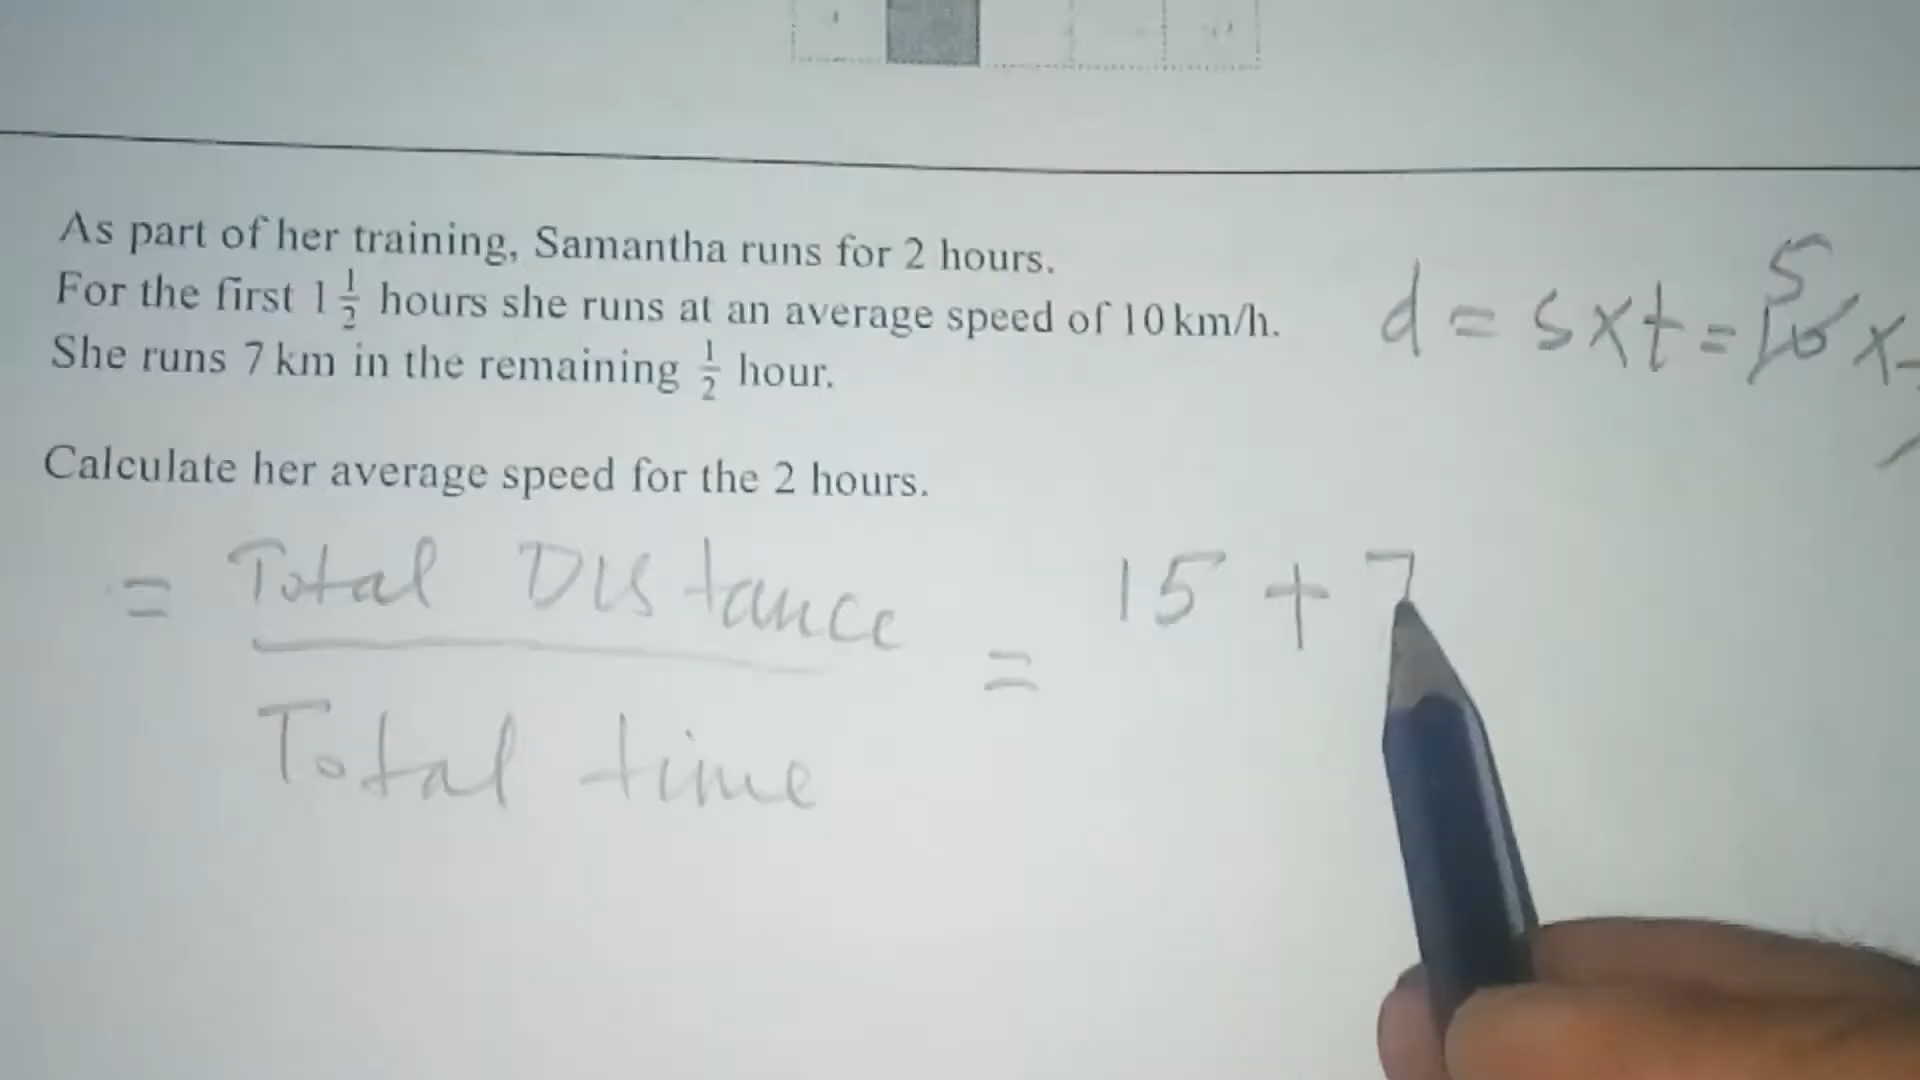 As part of her training, Samantha runs for 2 hours.
For the first 1 1/2 hours she runs at an average speed of 10 km/h.
She runs 7 km in the remaining 1/2 hour.
d = s x t = 5 10 x
Calculate her average speed for the 2 hours.
= Total Distance = 15 + 7
Total time